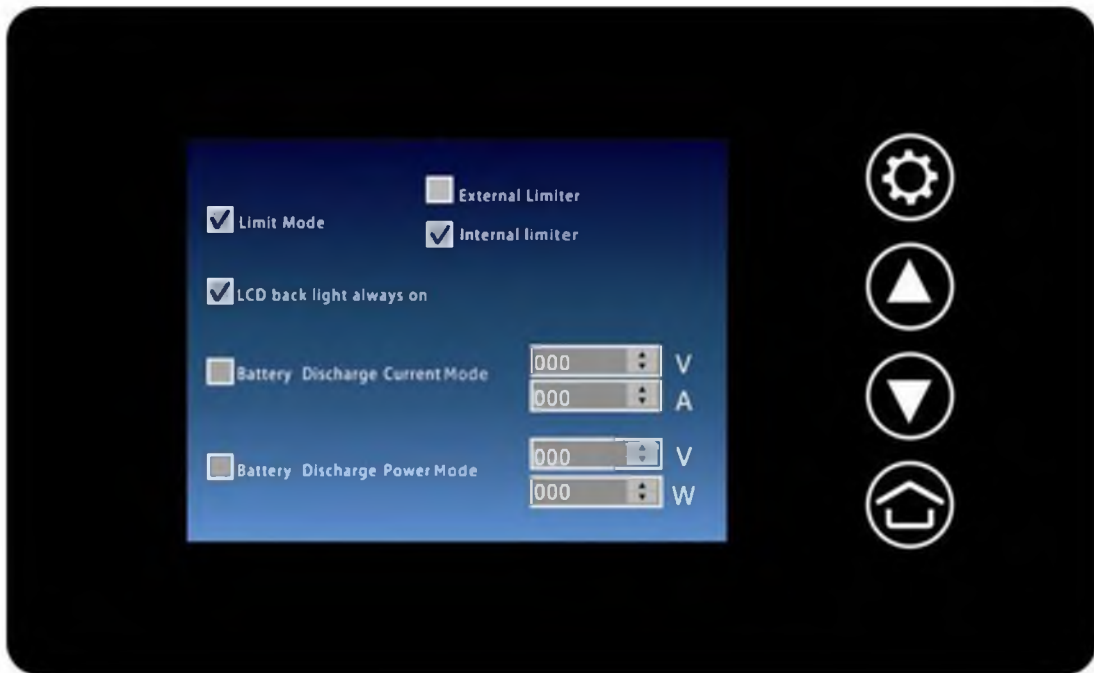 External Limiter
Limit Mode
Internal limiter
LCD back light always on
Battery Discharge Current Mode
000 V
000 A
Battery Discharge Power Mode
000 V
000 W